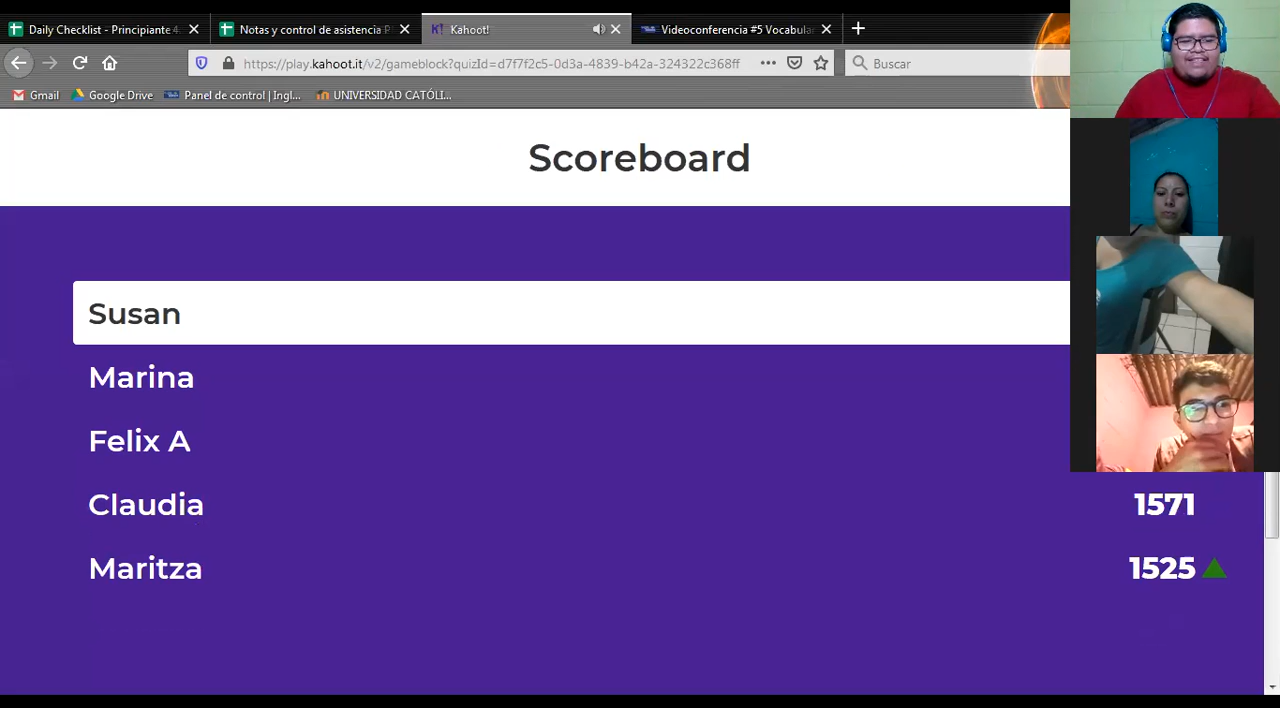 Daily Checklist - Principiante 4
Notas y control de asistencia P
K! Kahoot!
Videoconferencia #5 Vocabula
https://play.kahoot.it/v2/gameblock?quizId=d7f7f2c5-0d3a-4839-b42a-324322c368ff
Buscar
Gmail
Google Drive
Panel de control | Ingl...
UNIVERSIDAD CATÓLI...
Scoreboard
Susan
Marina
Felix A
Claudia 1571
Maritza 1525